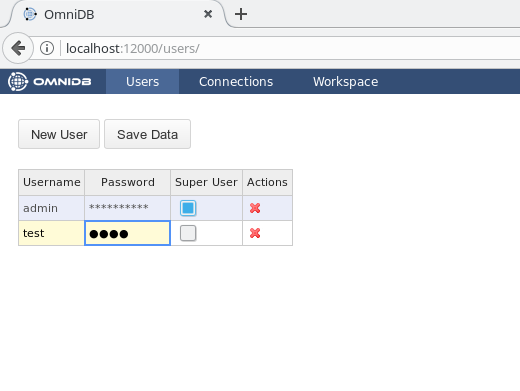 OmniDB
localhost:12000/users/
OMNIDB Users Connections Workspace
New User Save Data
Username Password Super User Actions
admin **********
test ●●●●